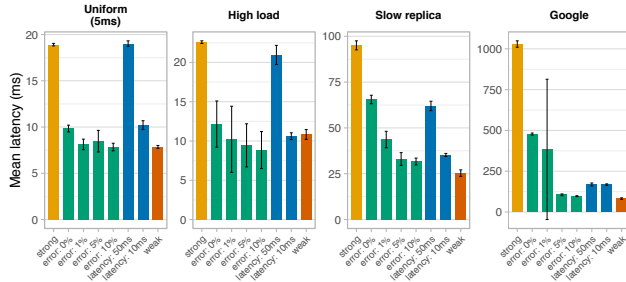 Uniform
(5ms)
High load
Slow replica
Google
Mean latency (ms)
20
15
10
5
0
20
15
10
5
0
100
75
50
25
0
1000
750
500
250
0
strong
error: 0%
error: 1%
error: 5%
error: 10%
latency: 50ms
latency: 10ms
weak
strong
error: 0%
error: 1%
error: 5%
error: 10%
latency: 50ms
latency: 10ms
weak
strong
error: 0%
error: 1%
error: 5%
error: 10%
latency: 50ms
latency: 10ms
weak
strong
error: 0%
error: 1%
error: 5%
error: 10%
latency: 50ms
latency: 10ms
weak